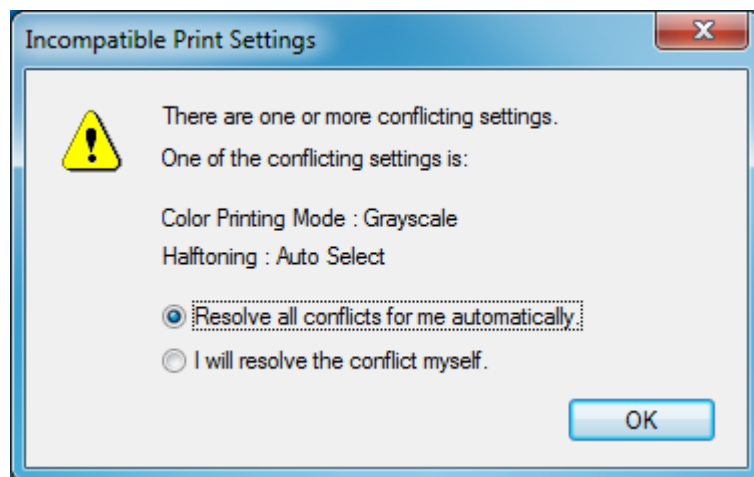 Incompatible Print Settings
There are one or more conflicting settings.
One of the conflicting settings is:
Color Printing Mode : Grayscale
Halftoning : Auto Select
Resolve all conflicts for me automatically.
I will resolve the conflict myself.
OK